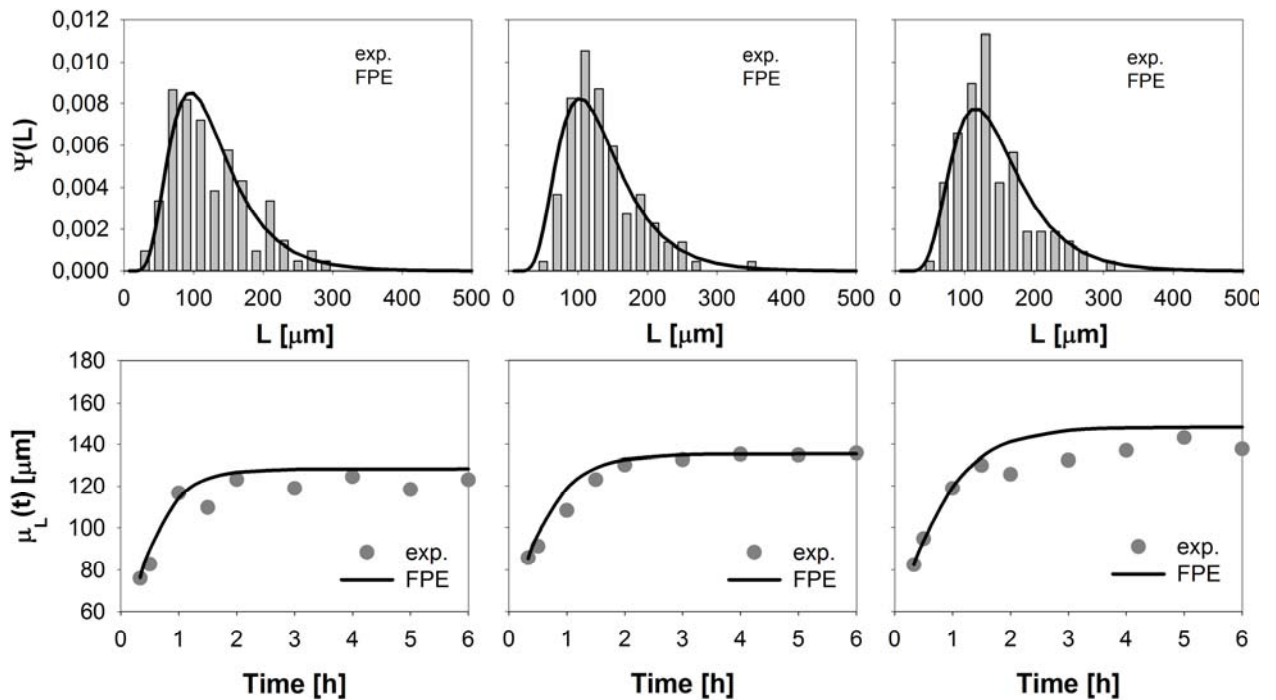 0,012
0,010
0,008
0,006
0,004
0,002
0,000
Ψ(L)
exp.
FPE
exp.
FPE
exp.
FPE
0 100 200 300 400 500
0 100 200 300 400 500
0 100 200 300 400 500
L [μm]
L [μm]
L [μm]
180
160
140
120
100
80
60
μL(t) [μm]
exp.
FPE
exp.
FPE
exp.
FPE
0 1 2 3 4 5 6
0 1 2 3 4 5 6
0 1 2 3 4 5 6
Time [h]
Time [h]
Time [h]